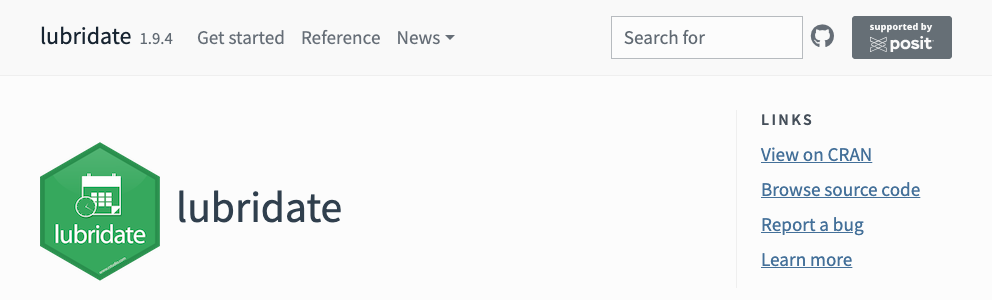 lubridate 1.9.4 Get started Reference News Search for supported by posit
LINKS
View on CRAN
Browse source code
Report a bug
Learn more
lubridate
lubridate